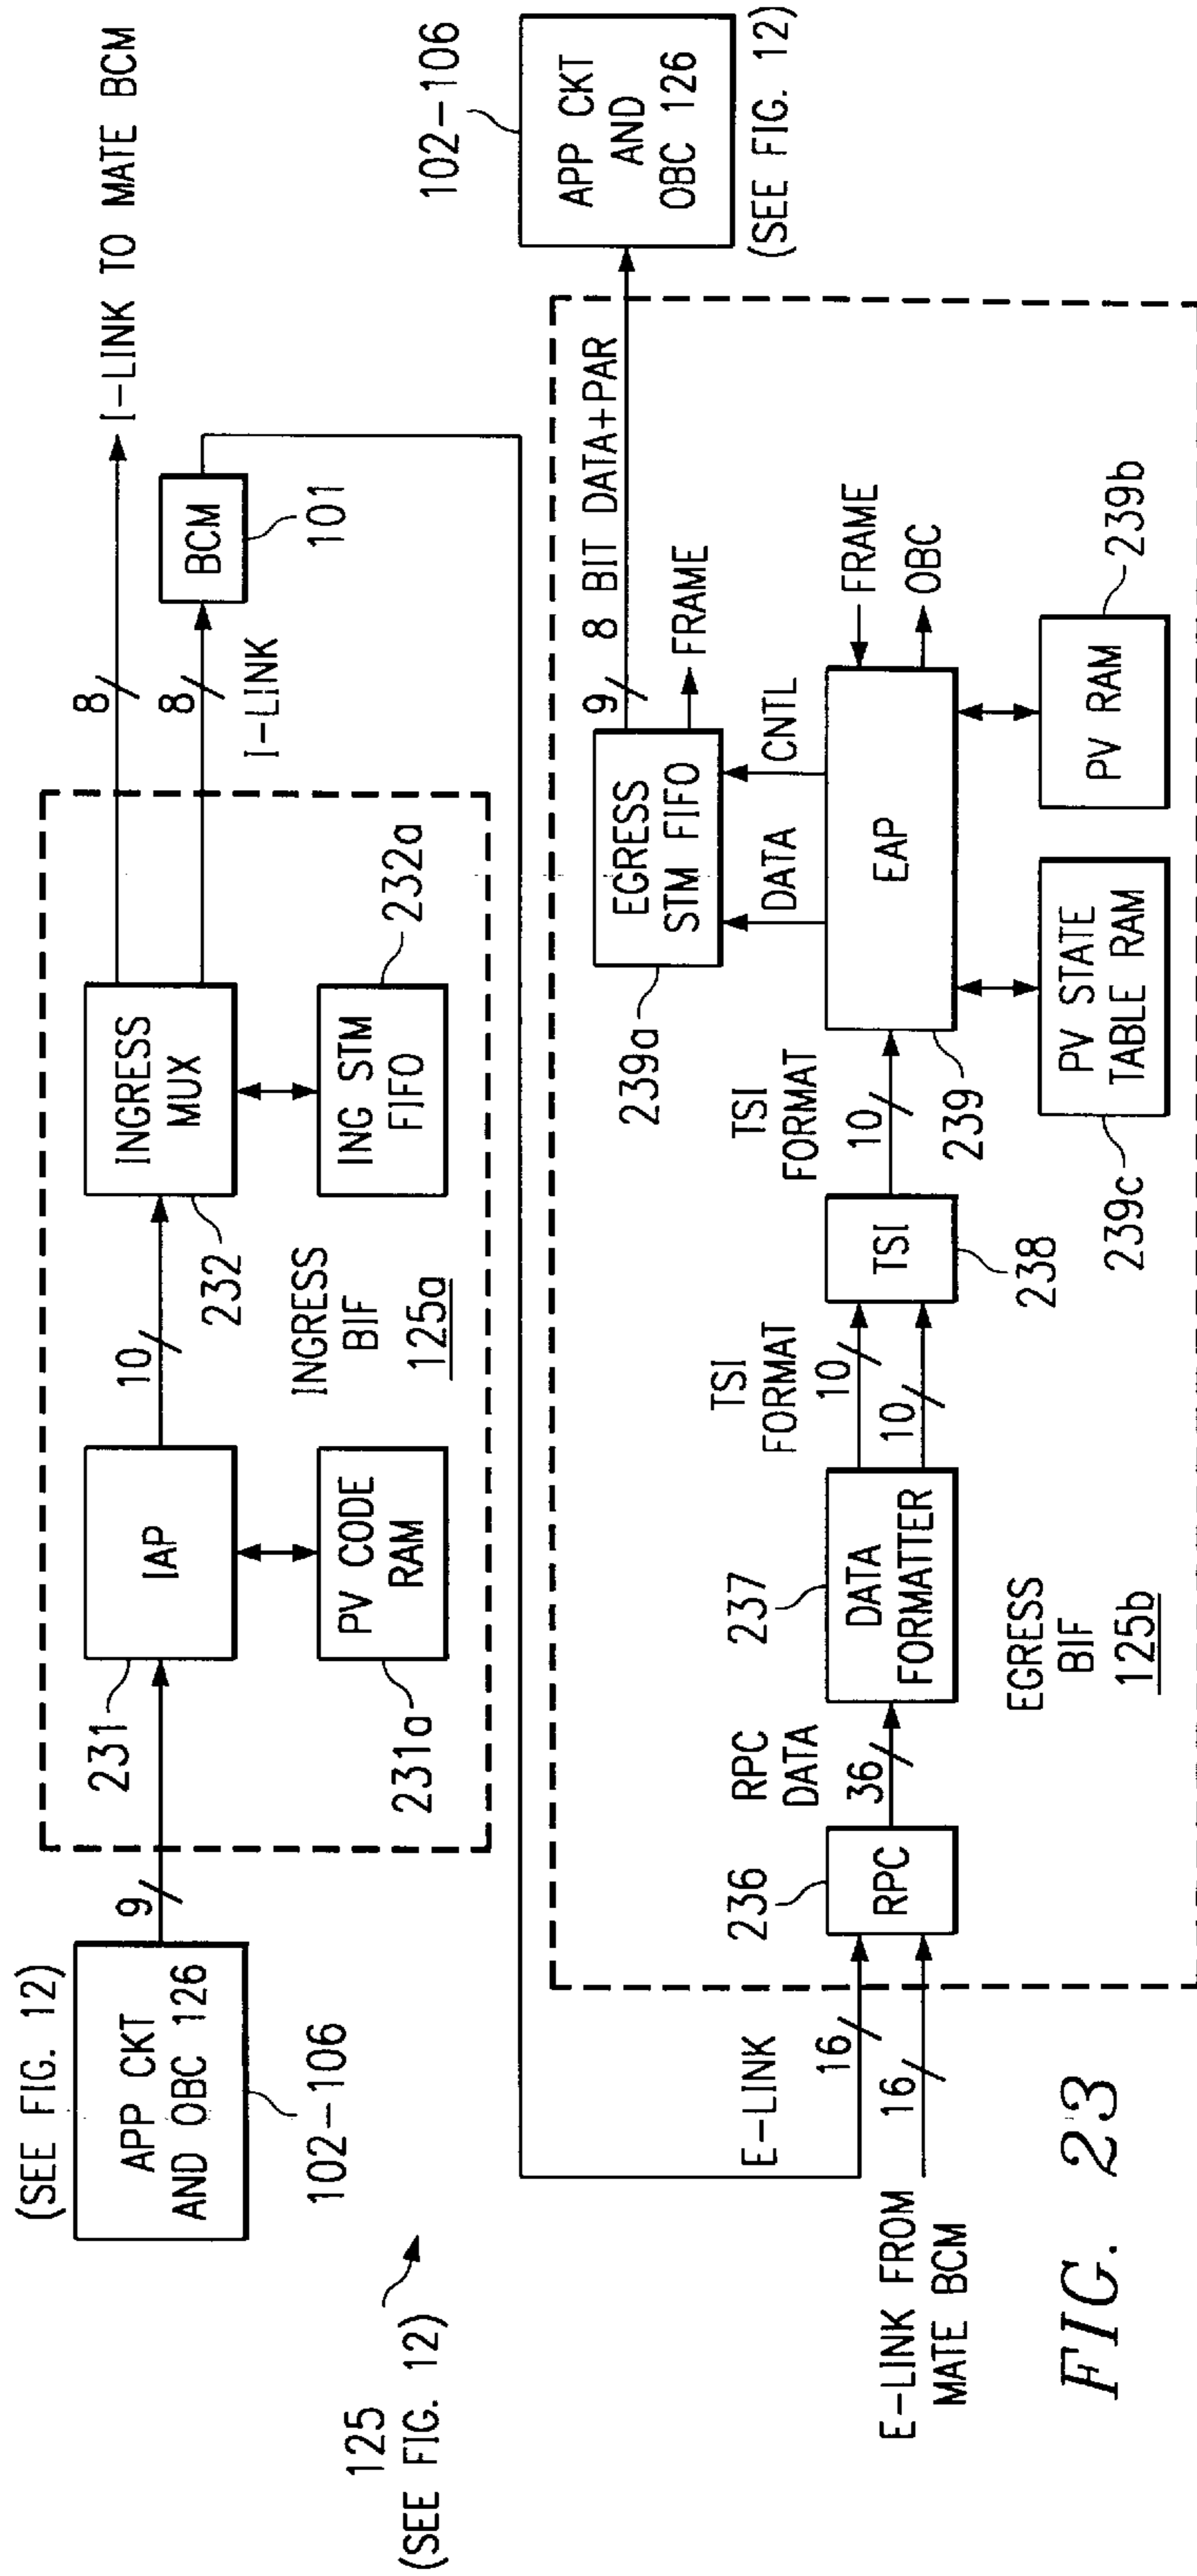 (SEE FIG. 12)
APP CKT
AND OBC 126
102-106
9
231
IAP
PV CODE
RAM
231a
10
232
INGRESS
MUX
ING STM
FIFO
232a
INGRESS
BIF
125a
8
8
I-LINK
I-LINK TO MATE BCM
BCM
101
125
(SEE FIG. 12)
E-LINK
16
16
E-LINK FROM
MATE BCM
236
RPC
RPC
DATA
36
237
DATA
FORMATTER
TSI
FORMAT
10
10
TSI
238
TSI
FORMAT
10
EAP
239
DATA
CNTL
EGRESS
STM FIFO
239a
FRAME
9
8 BIT DATA+PAR
FRAME
OBC
PV STATE
TABLE RAM
239c
PV RAM
239b
EGRESS
BIF
125b
102-106
APP CKT
AND
OBC 126
(SEE FIG. 12)
FIG. 23